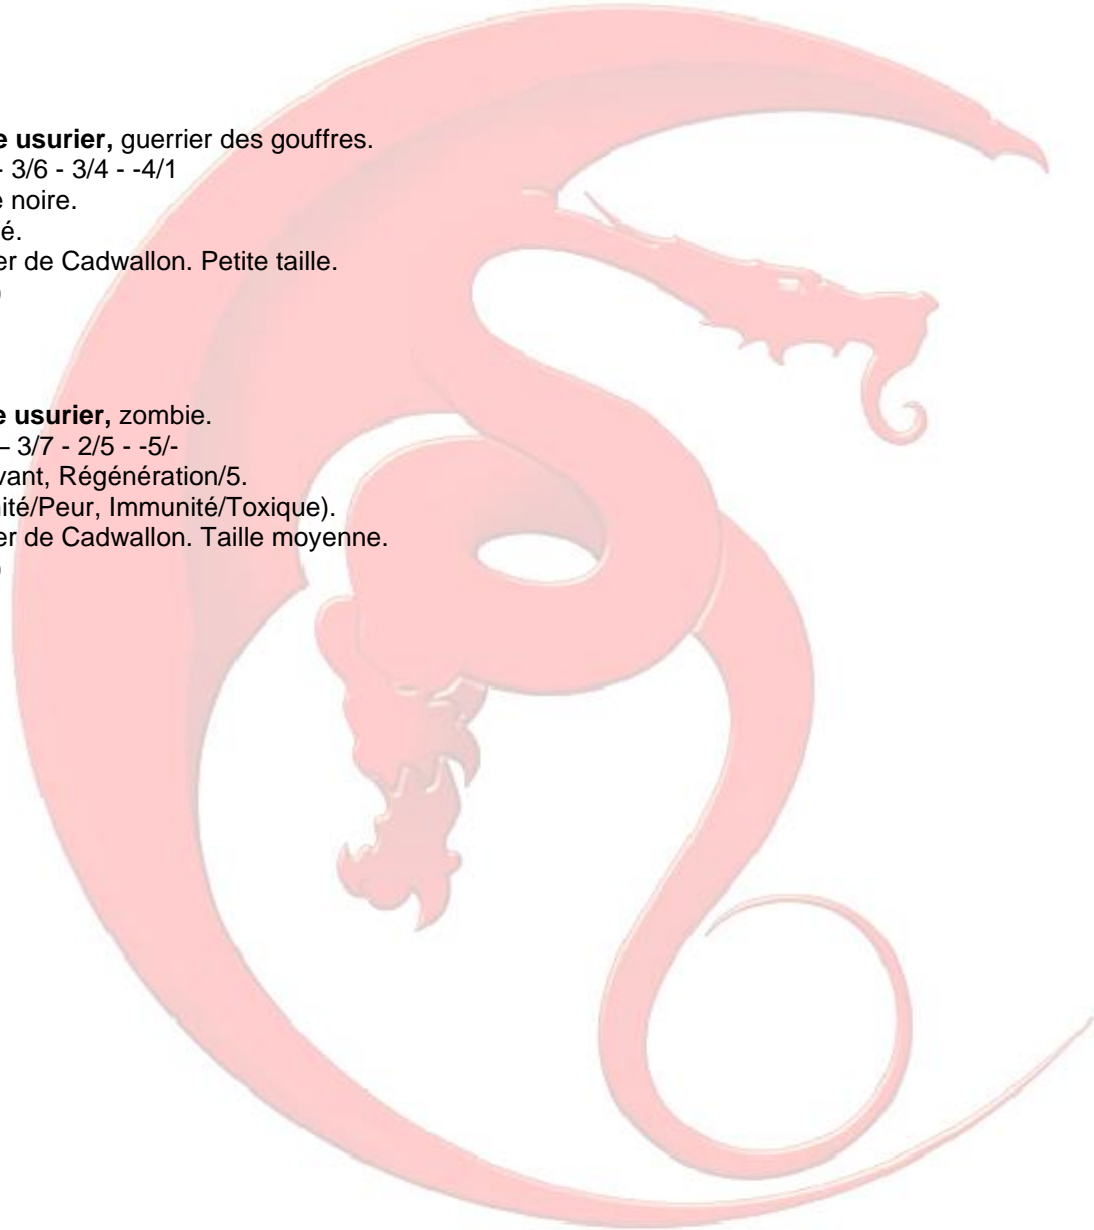 e usurier, guerrier des gouffres.
- 3/6 - 3/4 - -4/1
e noire.
é.
er de Cadwallon. Petite taille.
)
e usurier, zombie.
– 3/7 - 2/5 - -5/-
vant, Régénération/5.
ité/Peur, Immunité/Toxique).
er de Cadwallon. Taille moyenne.
)